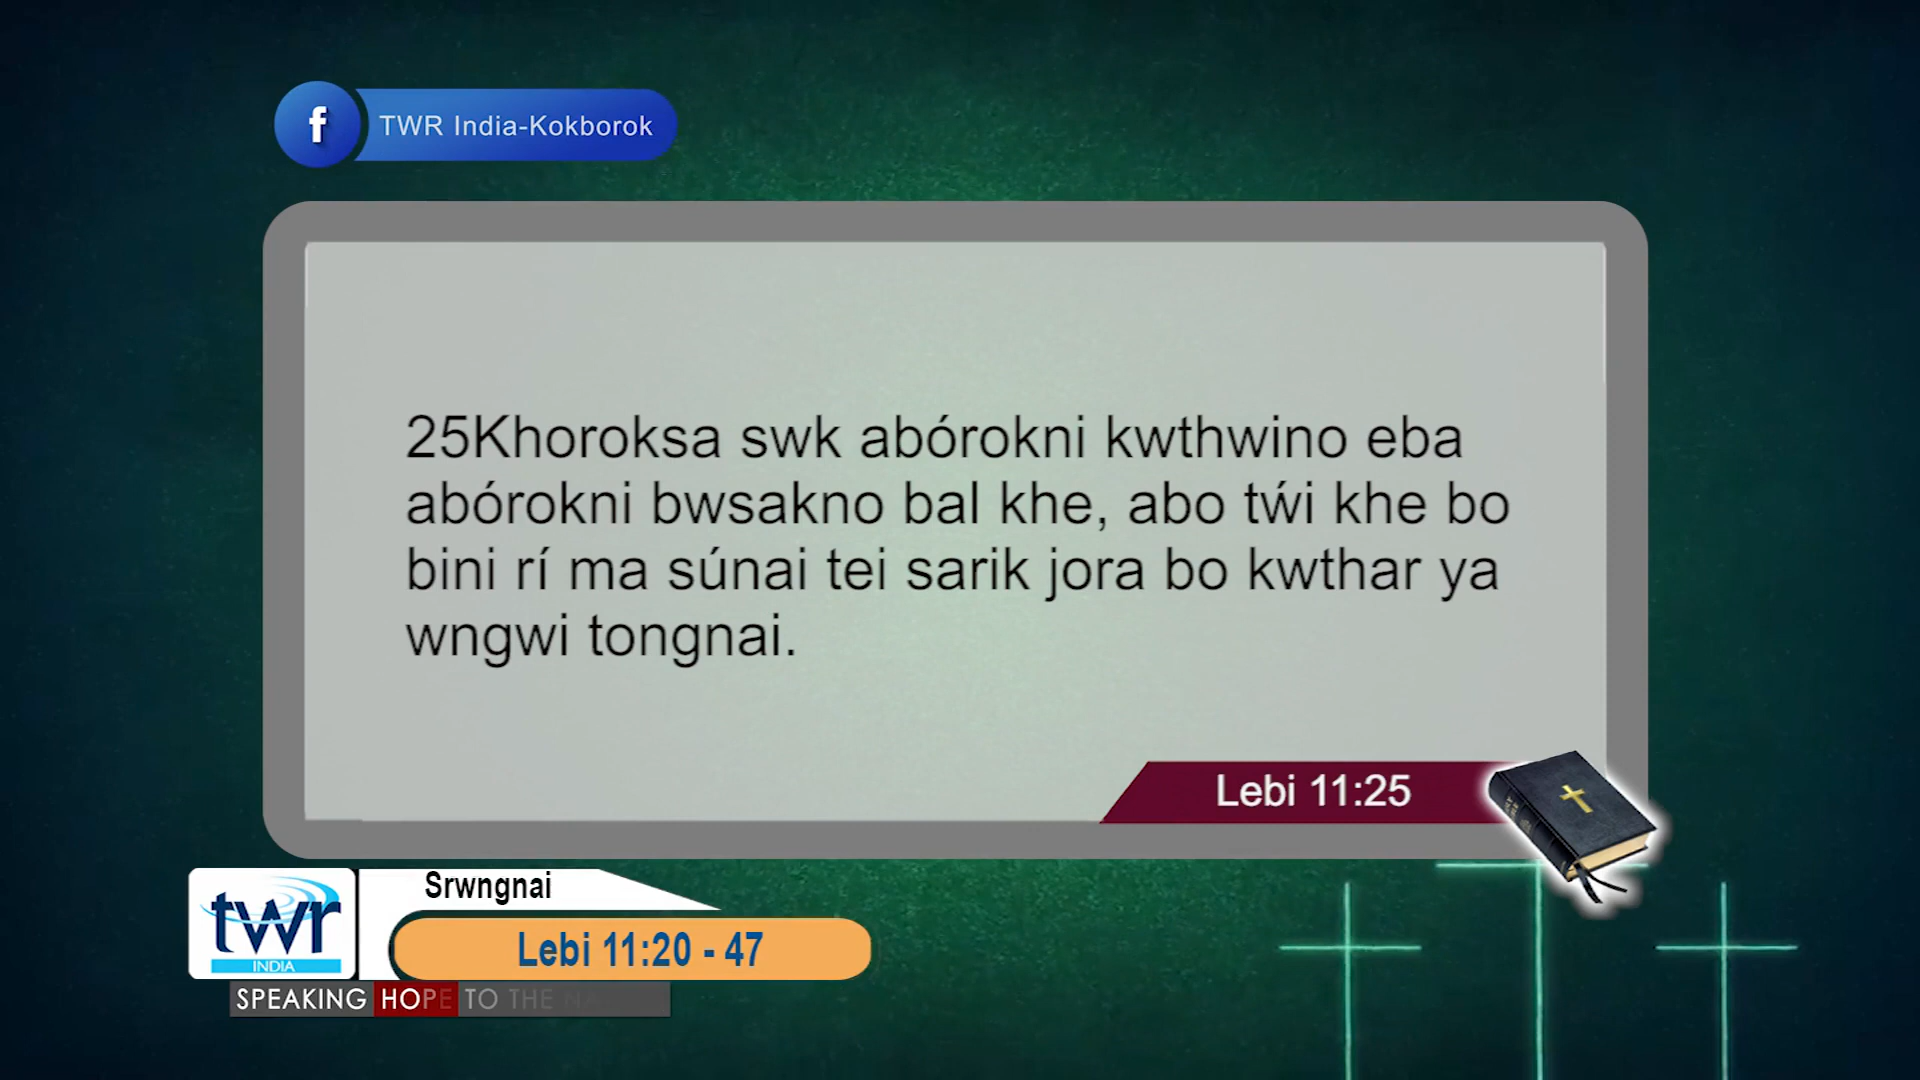 f
TWR India-Kokborok
25Khoroksa swk abórokni kwthwino eba
abórokni bwsakno bal khe, abo tẃi khe bo
bini rí ma súnai tei sarik jora bo kwthar ya
wngwi tongnai.
Lebi 11:25
Srwngnai
twr
INDIA
Lebi 11:20 - 47
SPEAKING HOPE TO THE